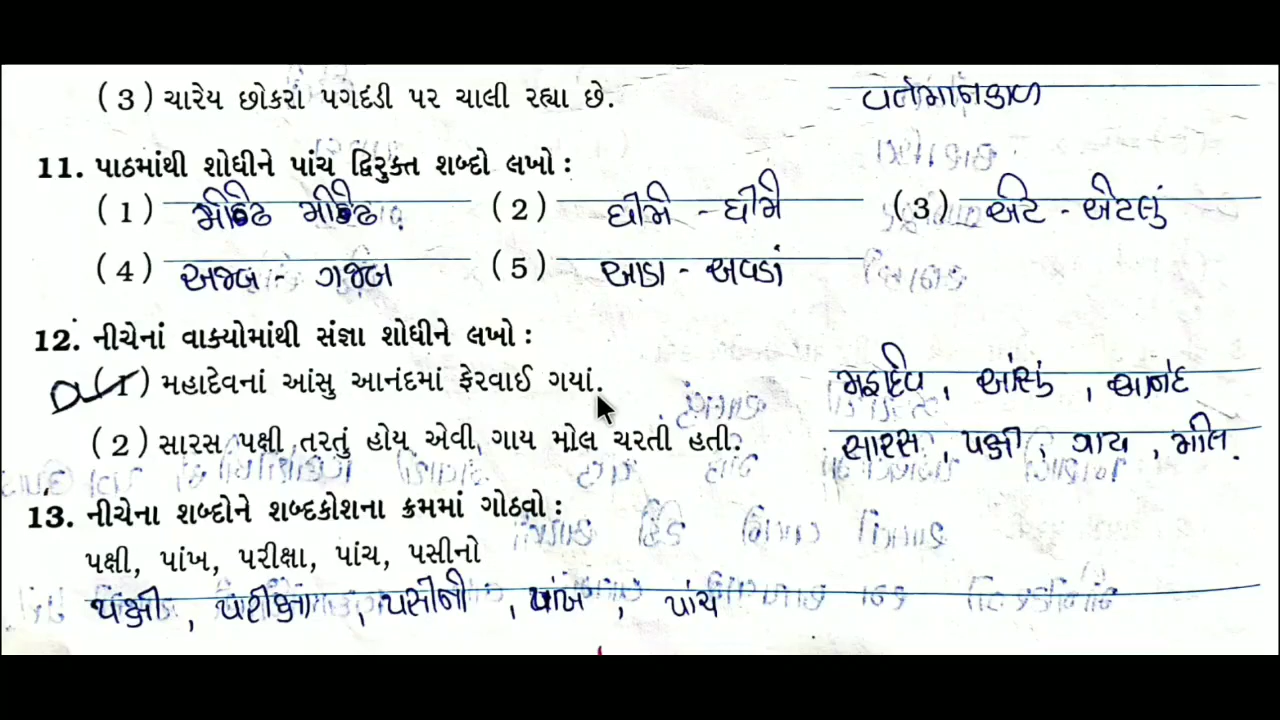 (3) ચારેય છોકરાં પગદંડી પર ચાલી રહ્યા છે. વર્તમાનકાળ
11. પાઠમાંથી શોધીને પાંચ દ્વિરુક્ત શબ્દો લખો :
(1) (2) ધીમે - ધીમે (3) એટ - એટલું
(4) અજબ - ગજબ (5) આડા - અવડાં
12. નીચેનાં વાક્યોમાંથી સંજ્ઞા શોધીને લખો :
(1) મહાદેવનાં આંસુ આનંદમાં ફેરવાઈ ગયાં. મહાદેવ, આંસું, આનંદ
(2) સારસ પક્ષી તરતું હોય એવી ગાય મોલ ચરતી હતી. સારસ, પક્ષી, ગાય, મોલ.
13. નીચેના શબ્દોને શબ્દકોશના ક્રમમાં ગોઠવો :
પક્ષી, પાંખ, પરીક્ષા, પાંચ, પસીનો
પક્ષી, પરીક્ષા, પસીનો, પાંખ, પાંચ